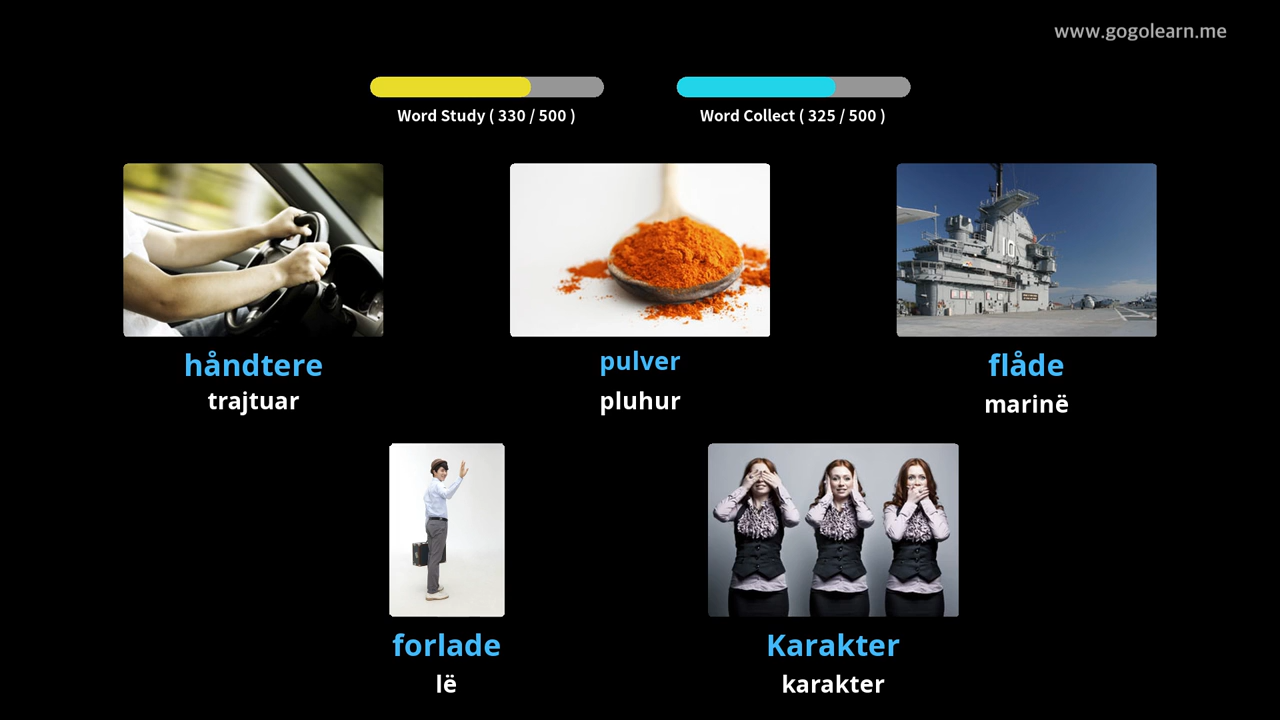 www.gogolearn.me
Word Study ( 330 / 500 )
Word Collect ( 325 / 500 )
10
håndtere
trajtuar
pulver
pluhur
flåde
marinë
forlade
lë
Karakter
karakter